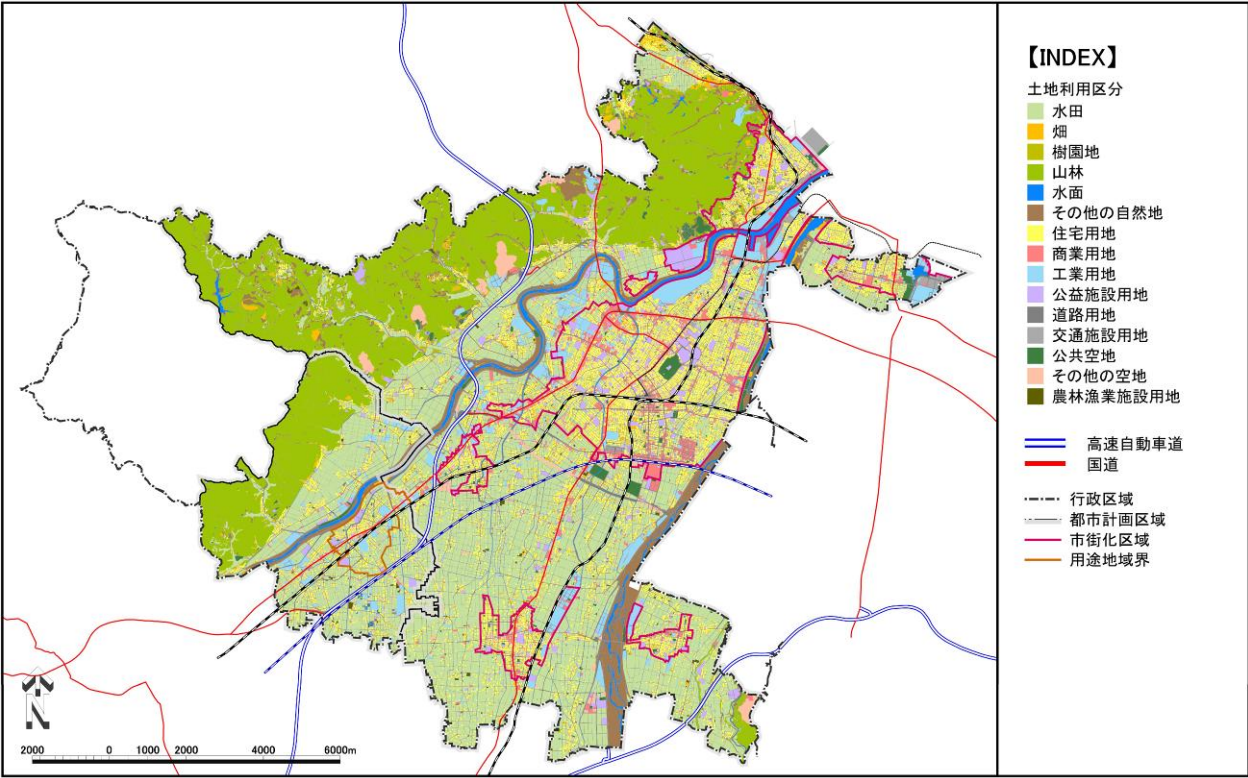 【INDEX】
土地利用区分
水田
畑
樹園地
山林
水面
その他の自然地
住宅用地
商業用地
工業用地
公益施設用地
道路用地
交通施設用地
公共空地
その他の空地
農林漁業施設用地
高速自動車道
国道
行政区域
都市計画区域
市街化区域
用途地域界
N
2000 0 1000 2000 4000 6000m